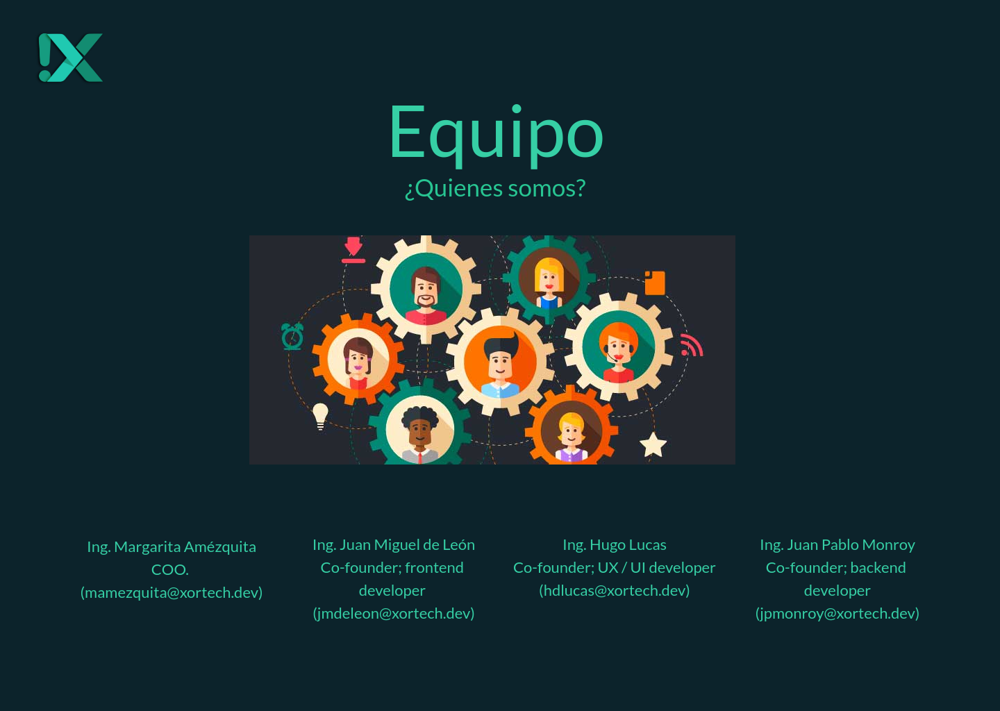 Equipo
¿Quienes somos?
Ing. Margarita Amézquita
COO.
(mamezquita@xortech.dev)
Ing. Juan Miguel de León
Co-founder; frontend
developer
(jmdeleon@xortech.dev)
Ing. Hugo Lucas
Co-founder; UX / UI developer
(hdlucas@xortech.dev)
Ing. Juan Pablo Monroy
Co-founder; backend
developer
(jpmonroy@xortech.dev)